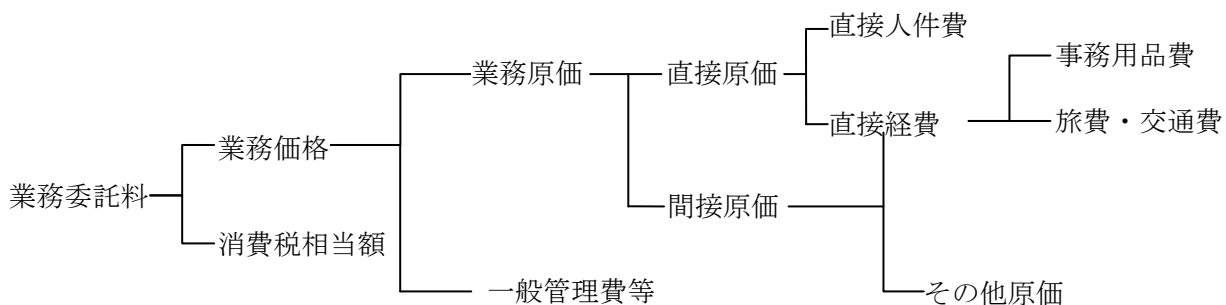 直接人件費
事務用品費
業務原価
直接原価
直接経費
旅費・交通費
業務価格
業務委託料
間接原価
消費税相当額
一般管理費等
その他原価